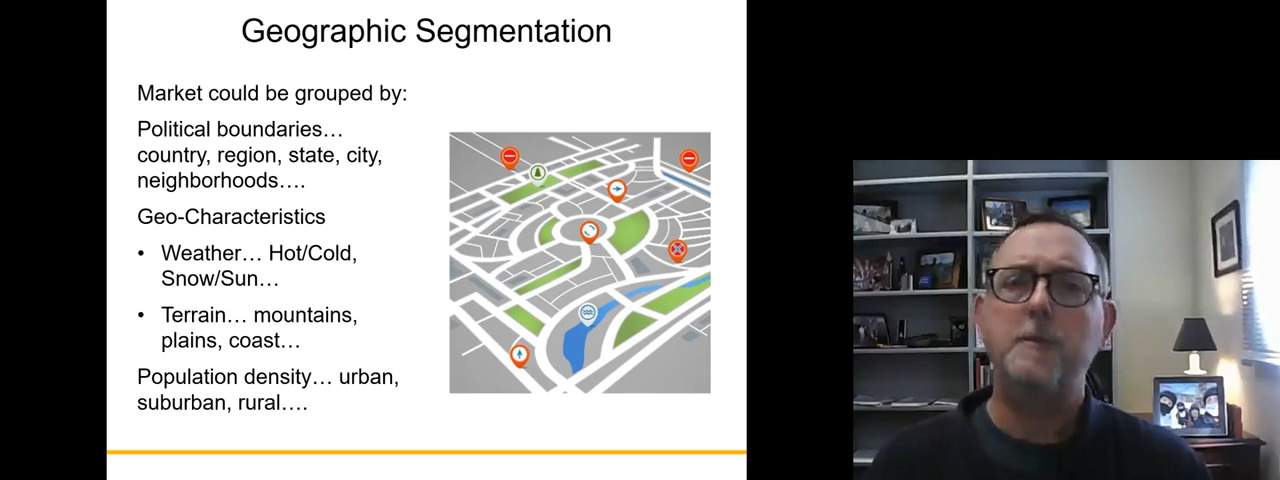 Geographic Segmentation
Market could be grouped by:
Political boundaries…
country, region, state, city,
neighborhoods….
Geo-Characteristics
• Weather… Hot/Cold,
Snow/Sun…
• Terrain… mountains,
plains, coast…
Population density… urban,
suburban, rural….